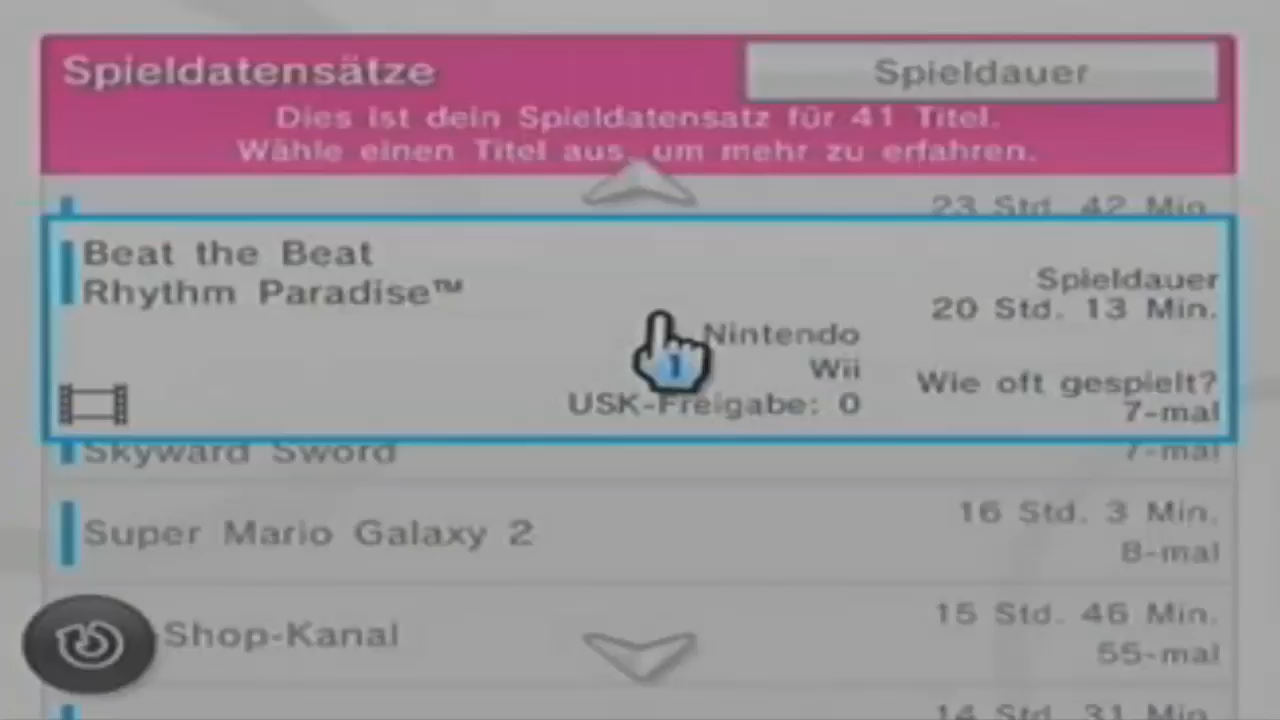 Spieldatensätze
Spieldauer
Dies ist dein Spieldatensatz für 41 Titel.
Wähle einen Titel aus, um mehr zu erfahren.
23 Std. 42 Min.
Beat the Beat
Rhythm Paradise™
Spieldauer
20 Std. 13 Min.
Nintendo
Wii
USK-Freigabe: 0
Wie oft gespielt?
7-mal
1
Skyward Sword
7-mal
Super Mario Galaxy 2
16 Std. 3 Min.
8-mal
Shop-Kanal
15 Std. 46 Min.
55-mal
14 Std. 31 Min.